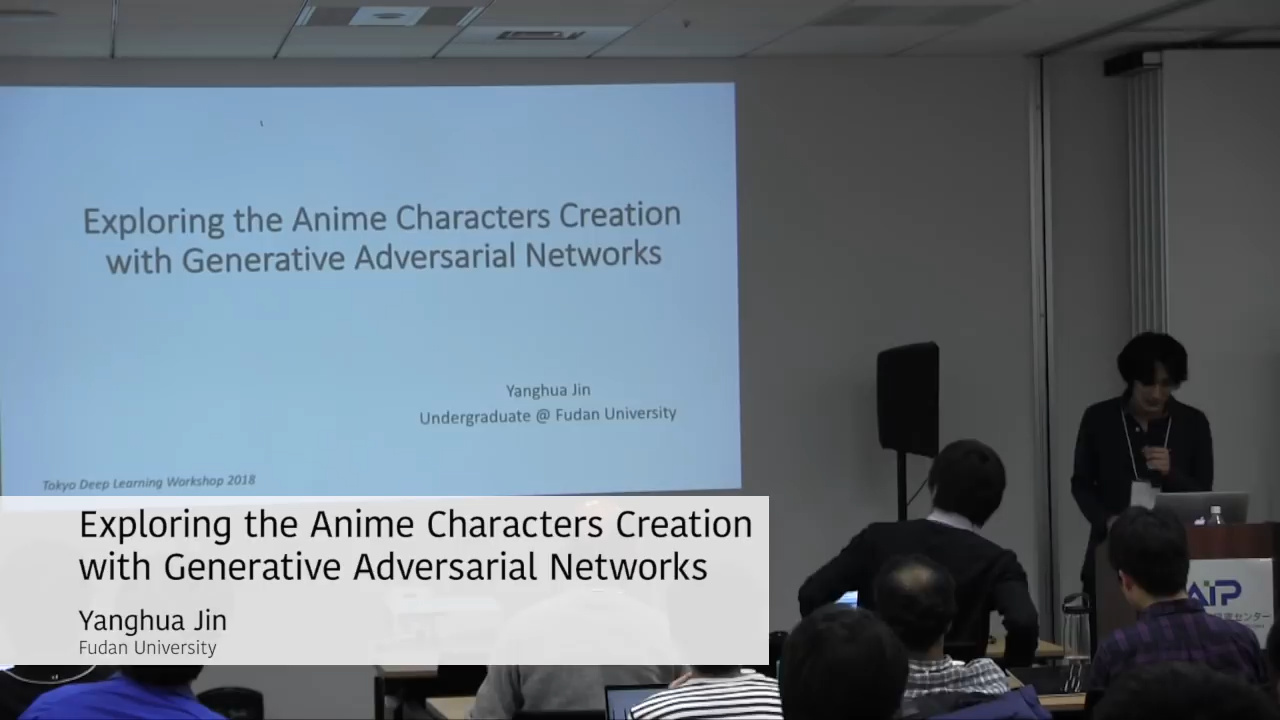 Exploring the Anime Characters Creation
with Generative Adversarial Networks
Yanghua Jin
Undergraduate @ Fudan University
Tokyo Deep Learning Workshop 2018
Exploring the Anime Characters Creation
with Generative Adversarial Networks
Yanghua Jin
Fudan University
AIP